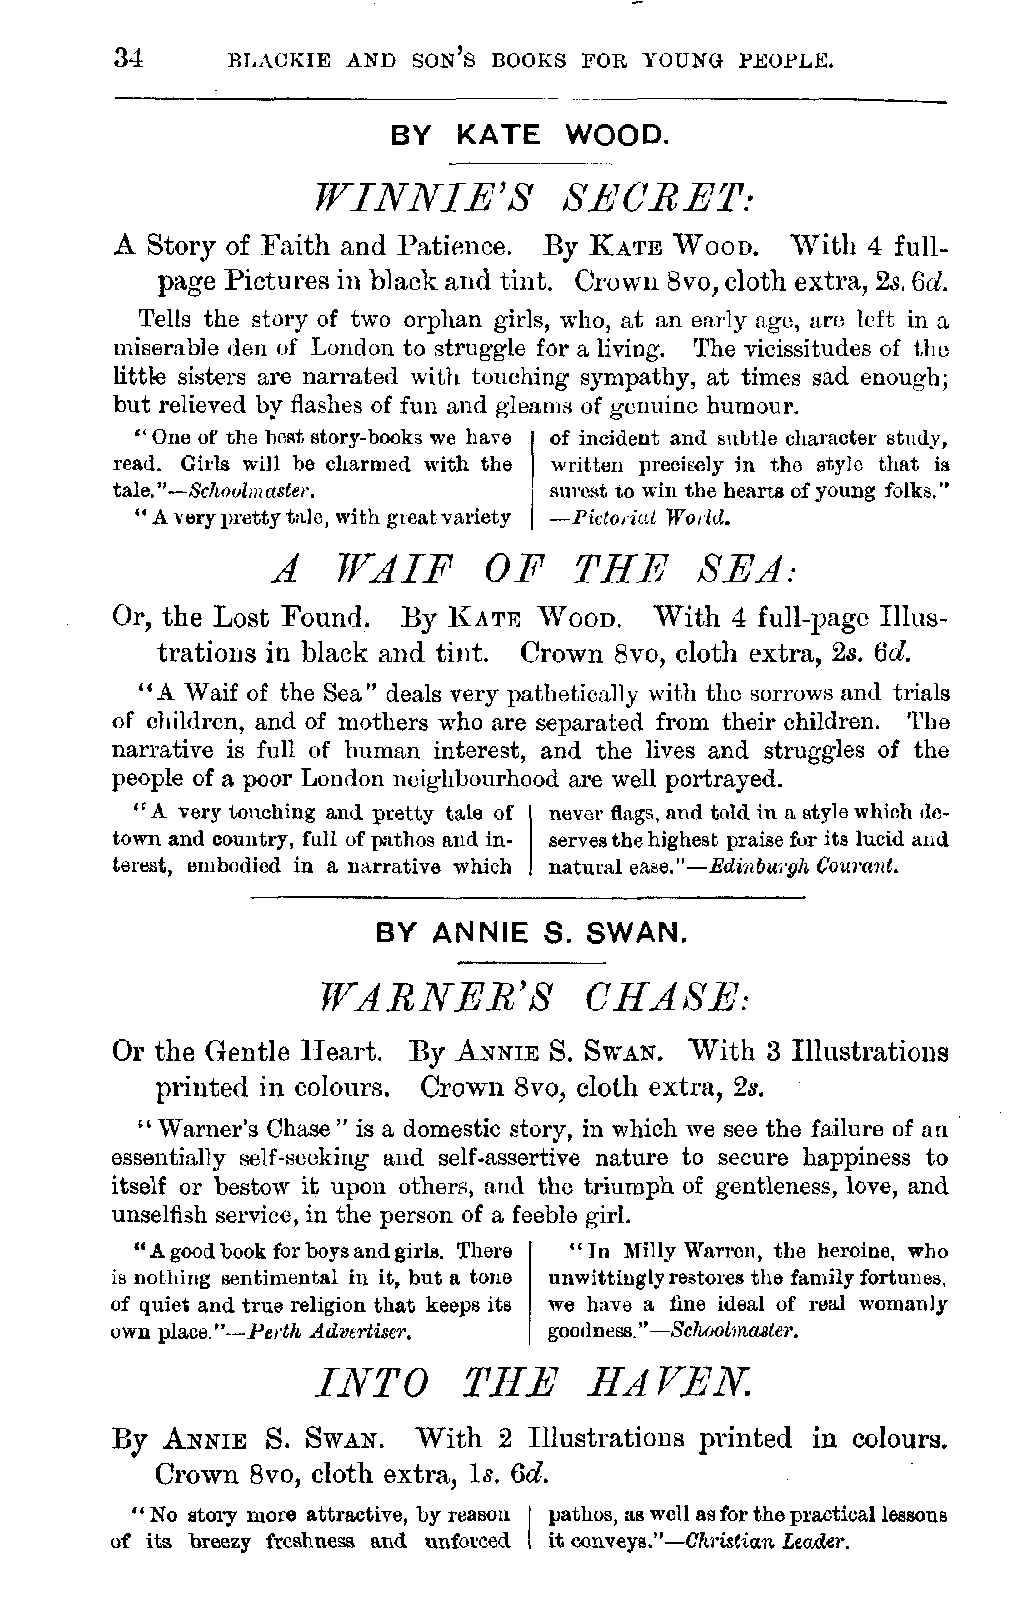 34 BLACKIE AND SON'S BOOKS FOR YOUNG PEOPLE.
BY KATE WOOD.
WINNIE'S SECRET:
A Story of Faith and Patience. By KATE WOOD. With 4 full-
page Pictures in black and tint. Crown 8vo, cloth extra, 2s. 6d.
Tells the story of two orphan girls, who, at an early age, are left in a
miserable den of London to struggle for a living. The vicissitudes of the
little sisters are narrated with touching sympathy, at times sad enough;
but relieved by flashes of fun and gleams of genuine humour.
"One of the best story-books we have
read. Girls will be charmed with the
tale."—Schoolmaster.
"A very pretty tale, with great variety
of incident and subtle character study,
written precisely in the style that is
surest to win the hearts of young folks."
—Pictorial World.
A WAIF OF THE SEA:
Or, the Lost Found. By KATE WOOD. With 4 full-page Illus-
trations in black and tint. Crown 8vo, cloth extra, 2s. 6d.
"A Waif of the Sea" deals very pathetically with the sorrows and trials
of children, and of mothers who are separated from their children. The
narrative is full of human interest, and the lives and struggles of the
people of a poor London neighbourhood are well portrayed.
"A very touching and pretty tale of
town and country, full of pathos and in-
terest, embodied in a narrative which
never flags, and told in a style which de-
serves the highest praise for its lucid and
natural ease."—Edinburgh Courant.
BY ANNIE S. SWAN.
WARNER'S CHASE:
Or the Gentle Heart. By ANNIE S. SWAN. With 3 Illustrations
printed in colours. Crown 8vo, cloth extra, 2s.
"Warner's Chase" is a domestic story, in which we see the failure of an
essentially self-seeking and self-assertive nature to secure happiness to
itself or bestow it upon others, and the triumph of gentleness, love, and
unselfish service, in the person of a feeble girl.
"A good book for boys and girls. There
is nothing sentimental in it, but a tone
of quiet and true religion that keeps its
own place."—Perth Advertiser.
"In Milly Warren, the heroine, who
unwittingly restores the family fortunes,
we have a fine ideal of real womanly
goodness."—Schoolmaster.
INTO THE HAVEN.
By ANNIE S. SWAN. With 2 Illustrations printed in colours.
Crown 8vo, cloth extra, 1s. 6d.
"No story more attractive, by reason
of its breezy freshness and unforced
pathos, as well as for the practical lessons
it conveys."—Christian Leader.